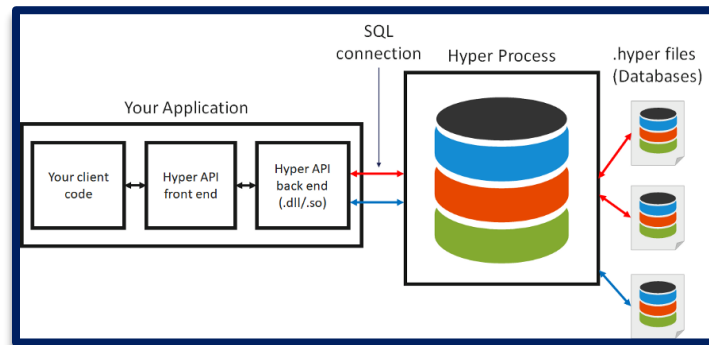 SQL
connection
Hyper Process
.hyper files
(Databases)
Your Application
Your client
code
Hyper API
front end
Hyper API
back end
(.dll/.so)